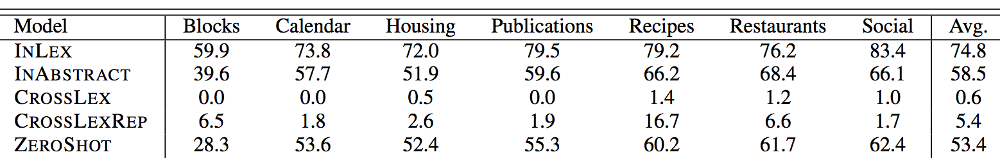 Model Blocks Calendar Housing Publications Recipes Restaurants Social Avg.
INLEX 59.9 73.8 72.0 79.5 79.2 76.2 83.4 74.8
INABSTRACT 39.6 57.7 51.9 59.6 66.2 68.4 66.1 58.5
CROSSLEX 0.0 0.0 0.5 0.0 1.4 1.2 1.0 0.6
CROSSLEXREP 6.5 1.8 2.6 1.9 16.7 6.6 1.7 5.4
ZEROSHOT 28.3 53.6 52.4 55.3 60.2 61.7 62.4 53.4